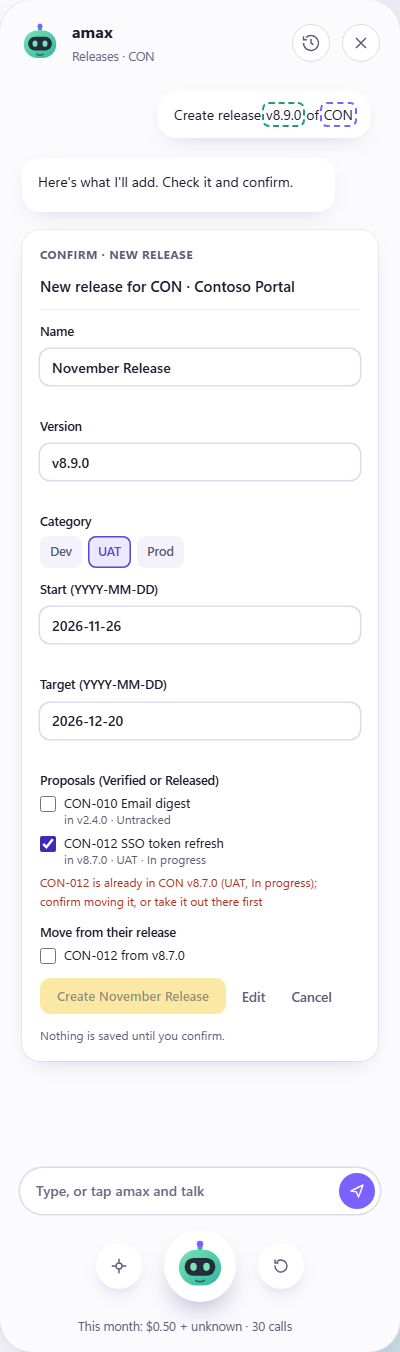 amax
Releases · CON
Create release v8.9.0 of CON
Here's what I'll add. Check it and confirm.
CONFIRM · NEW RELEASE
New release for CON · Contoso Portal
Name
November Release
Version
v8.9.0
Category
Dev UAT Prod
Start (YYYY-MM-DD)
2026-11-26
Target (YYYY-MM-DD)
2026-12-20
Proposals (Verified or Released)
CON-010 Email digest
in v2.4.0 · Untracked
CON-012 SSO token refresh
in v8.7.0 · UAT · In progress
CON-012 is already in CON v8.7.0 (UAT, In progress);
confirm moving it, or take it out there first
Move from their release
CON-012 from v8.7.0
Create November Release Edit Cancel
Nothing is saved until you confirm.
Type, or tap amax and talk
This month: $0.50 + unknown · 30 calls